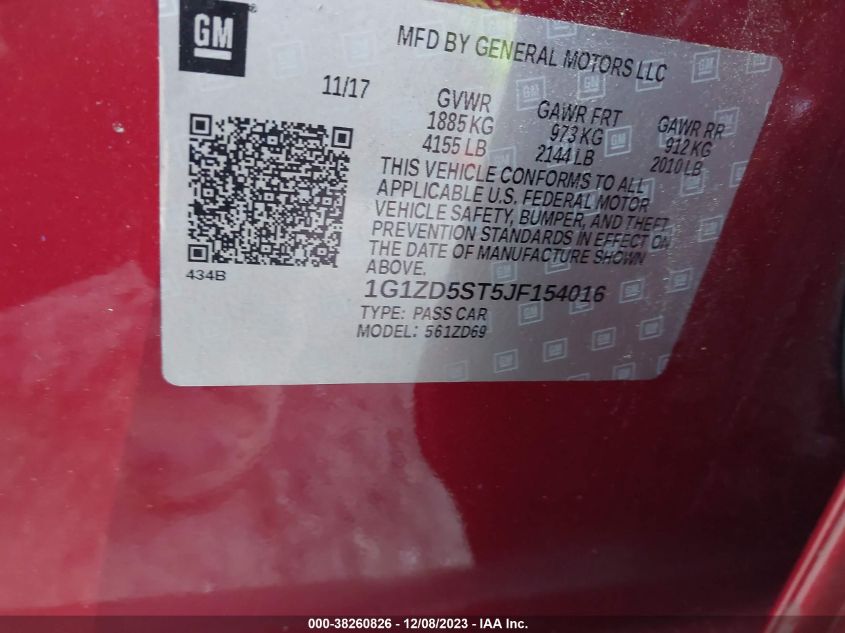 GM
MFD BY GENERAL MOTORS LLC
11/17
GVWR
1885 KG
4155 LB
GAWR FRT
973 KG
2144 LB
GAWR RR
912 KG
2010 LB
THIS VEHICLE CONFORMS TO ALL
APPLICABLE U.S. FEDERAL MOTOR
VEHICLE SAFETY, BUMPER, AND THEFT
PREVENTION STANDARDS IN EFFECT ON
THE DATE OF MANUFACTURE SHOWN
ABOVE.
434B
1G1ZD5ST5JF154016
TYPE: PASS CAR
MODEL: 561ZD69
000-38260826 - 12/08/2023 - IAA Inc.